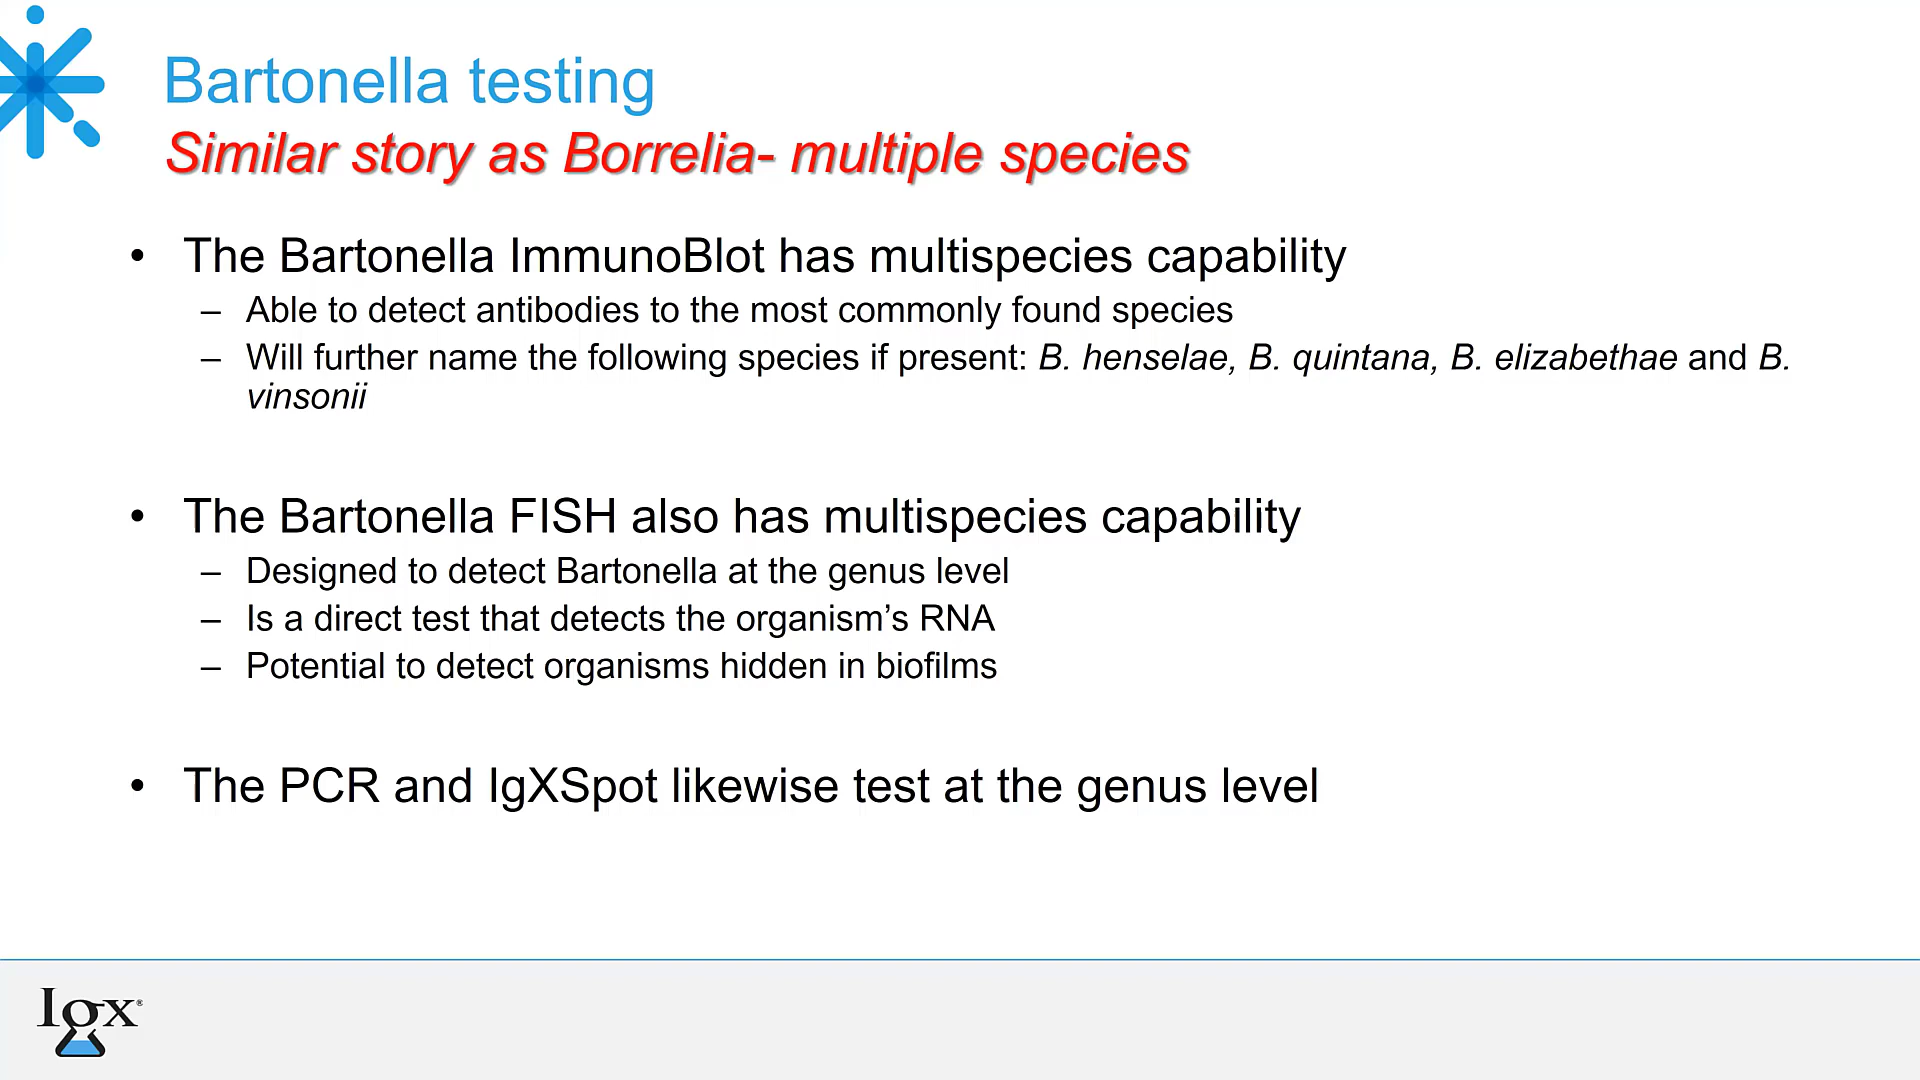 Bartonella testing
Similar story as Borrelia- multiple species
• The Bartonella ImmunoBlot has multispecies capability
– Able to detect antibodies to the most commonly found species
– Will further name the following species if present: B. henselae, B. quintana, B. elizabethae and B.
vinsonii
• The Bartonella FISH also has multispecies capability
– Designed to detect Bartonella at the genus level
– Is a direct test that detects the organism’s RNA
– Potential to detect organisms hidden in biofilms
• The PCR and IgXSpot likewise test at the genus level
Igx®